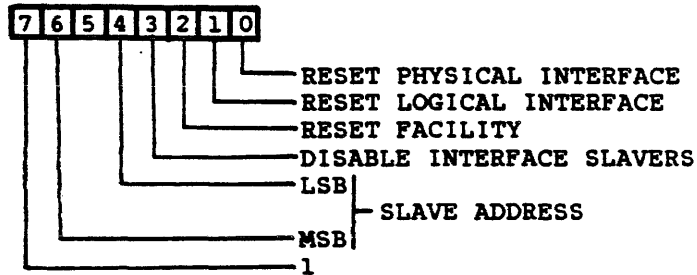 7 6 5 4 3 2 1 0
RESET PHYSICAL INTERFACE
RESET LOGICAL INTERFACE
RESET FACILITY
DISABLE INTERFACE SLAVERS
LSB
SLAVE ADDRESS
MSB
1